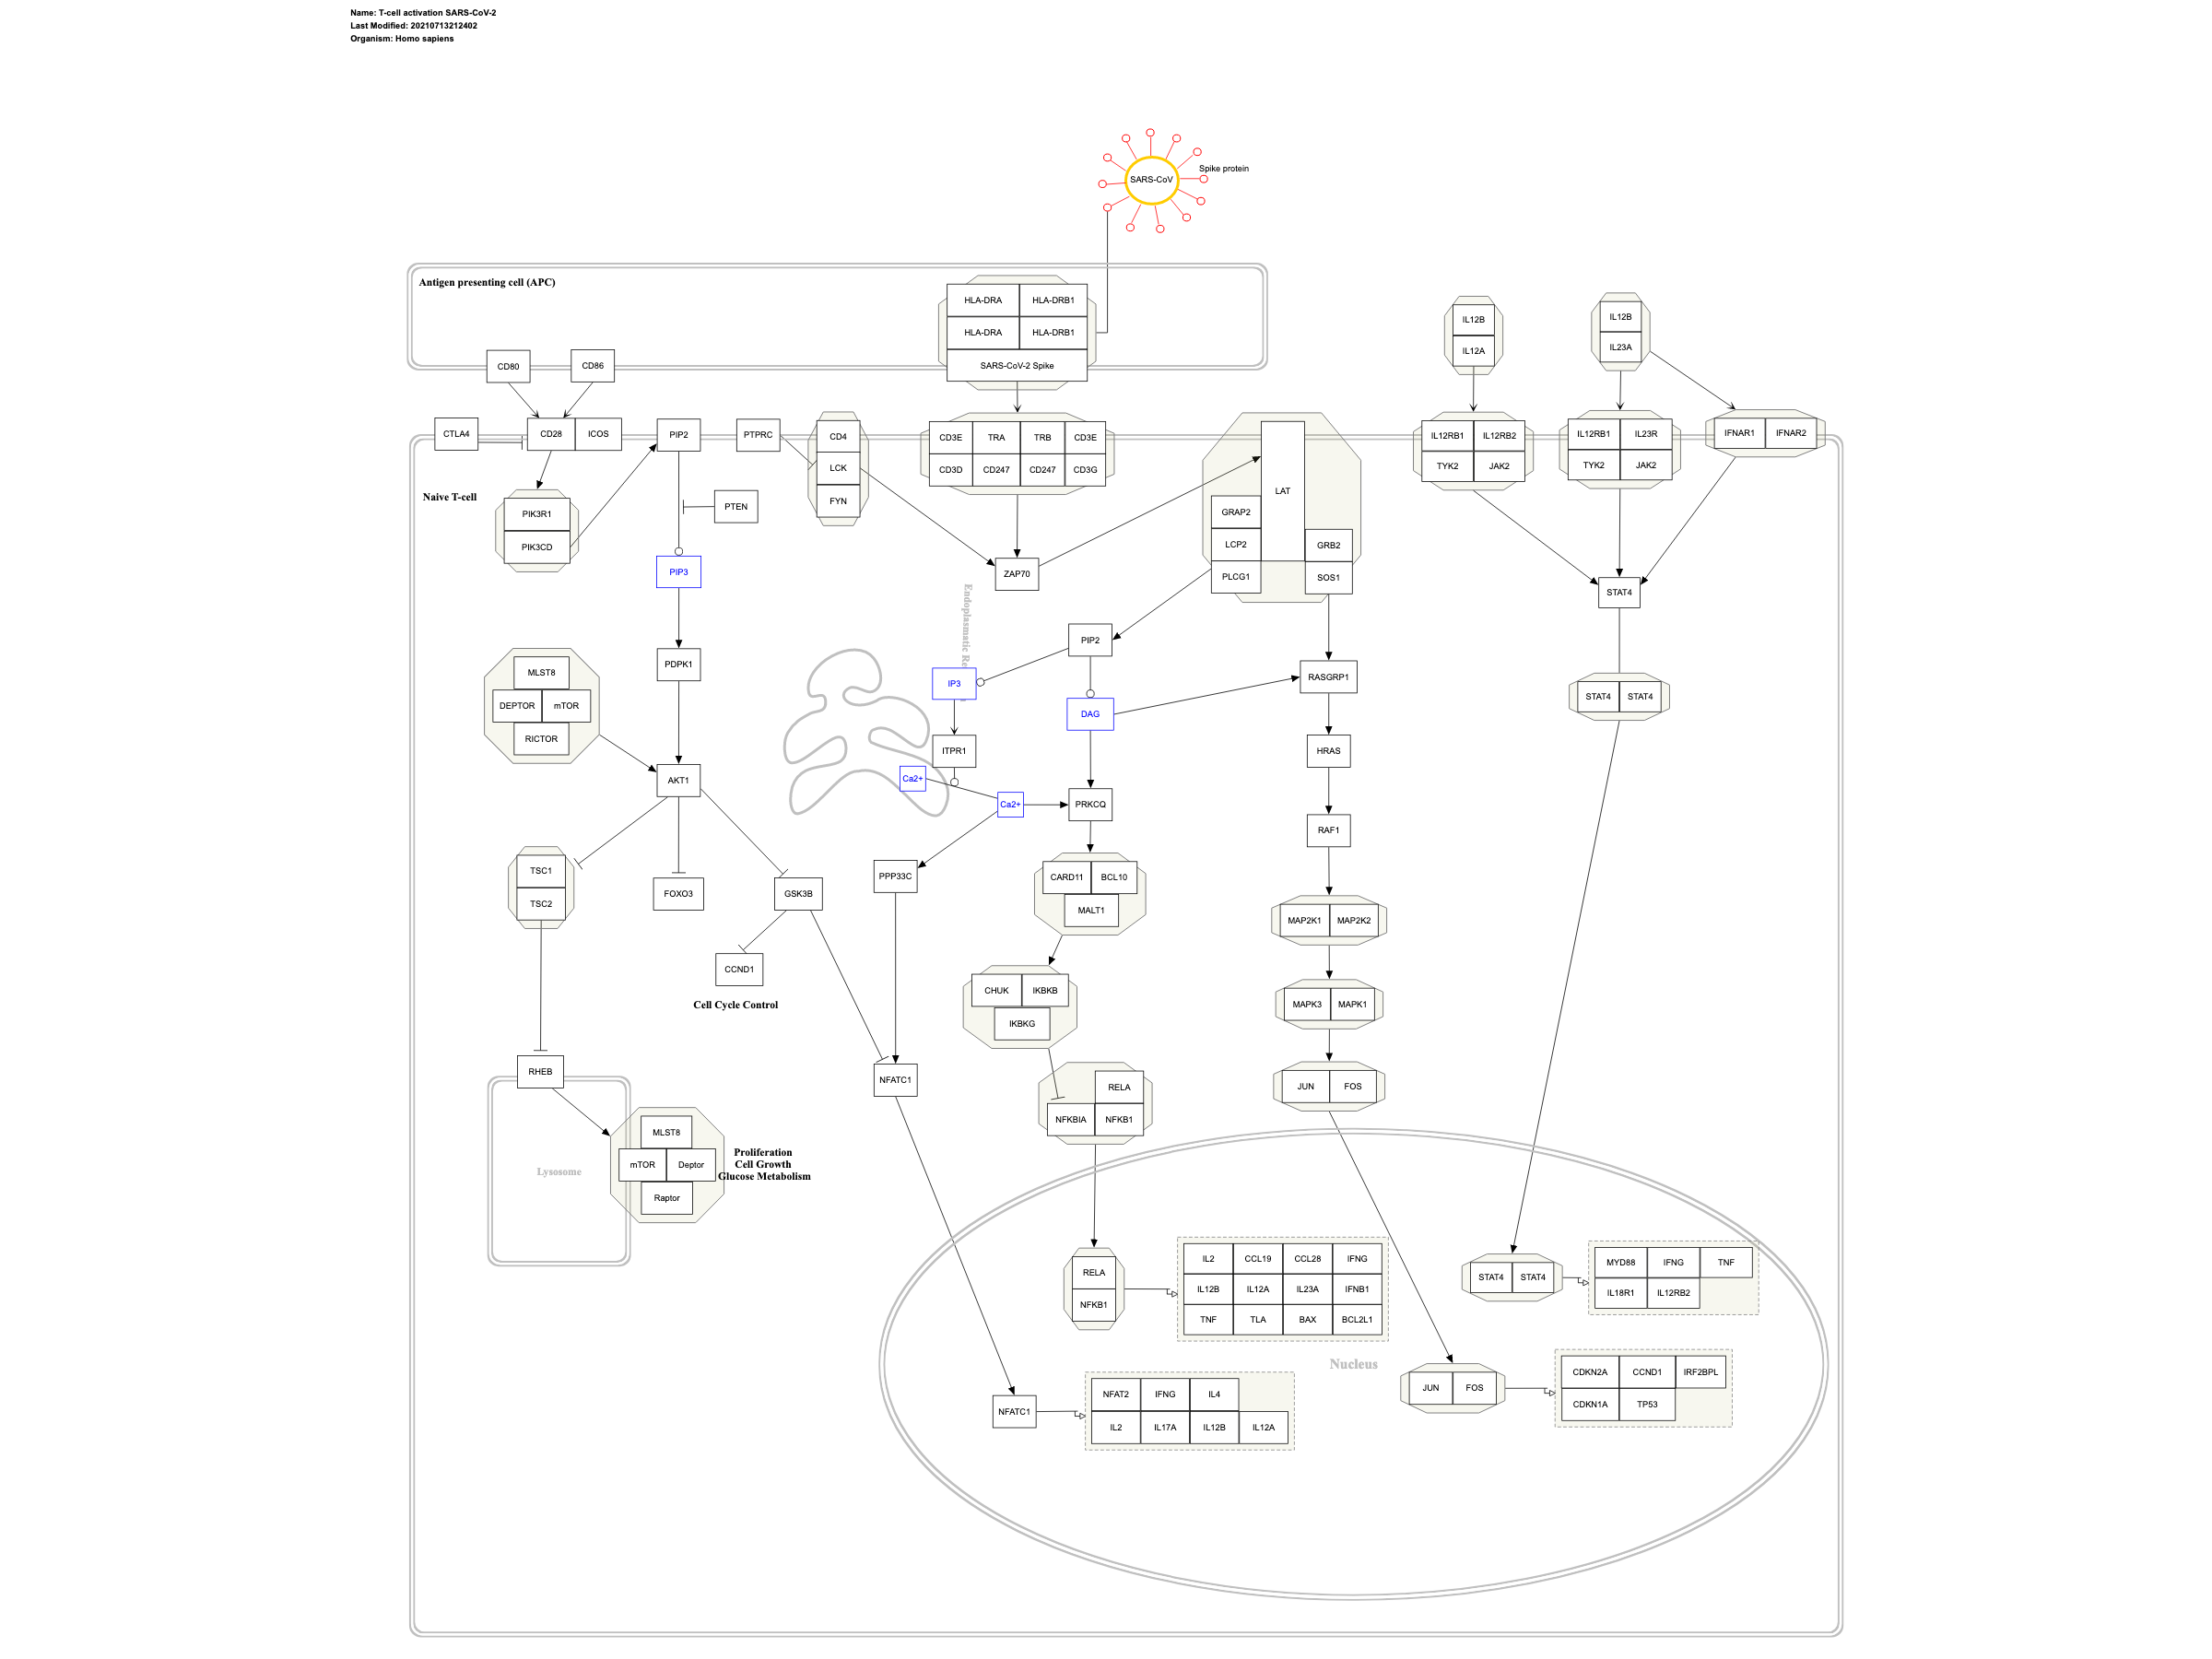 Name: T-cell activation SARS-CoV-2
Last Modified: 20210713212402
Organism: Homo sapiens
SARS-CoV
Spike protein
Antigen presenting cell (APC)
HLA-DRA HLA-DRB1
HLA-DRA HLA-DRB1
SARS-CoV-2 Spike
CD80
CD86
IL12B
IL12A
IL12B
IL23A
CTLA4
CD28 ICOS
PIP2
PTPRC
CD4
LCK
FYN
CD3E TRA TRB CD3E
CD3D CD247 CD247 CD3G
LAT
GRAP2
LCP2
PLCG1
GRB2
SOS1
IL12RB1 IL12RB2
TYK2 JAK2
IL12RB1 IL23R
TYK2 JAK2
IFNAR1 IFNAR2
Naive T-cell
PIK3R1
PIK3CD
PTEN
PIP3
ZAP70
STAT4
Endoplasmatic Re
PIP2
IP3
DAG
RASGRP1
PDPK1
MLST8
DEPTOR mTOR
RICTOR
STAT4 STAT4
ITPR1
HRAS
Ca2+
Ca2+
AKT1
PRKCQ
RAF1
TSC1
TSC2
FOXO3
GSK3B
PPP33C
CARD11 BCL10
MALT1
MAP2K1 MAP2K2
CCND1
Cell Cycle Control
CHUK IKBKB
IKBKG
MAPK3 MAPK1
RHEB
NFATC1
RELA
NFKBIA NFKB1
JUN FOS
MLST8
mTOR Deptor
Raptor
Lysosome
Proliferation
Cell Growth
Glucose Metabolism
RELA
NFKB1
IL2 CCL19 CCL28 IFNG
IL12B IL12A IL23A IFNB1
TNF TLA BAX BCL2L1
STAT4 STAT4
MYD88 IFNG TNF
IL18R1 IL12RB2
Nucleus
NFATC1
NFAT2 IFNG IL4
IL2 IL17A IL12B IL12A
JUN FOS
CDKN2A CCND1 IRF2BPL
CDKN1A TP53